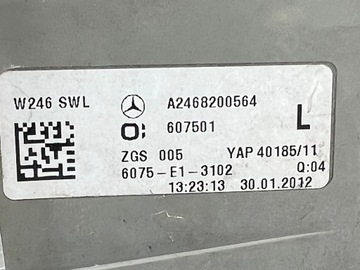 W246 SWL A2468200564
607501 L
ZGS 005 YAP 40185/11
6075-E1-3102 Q:04
13:23:13 30.01.2012